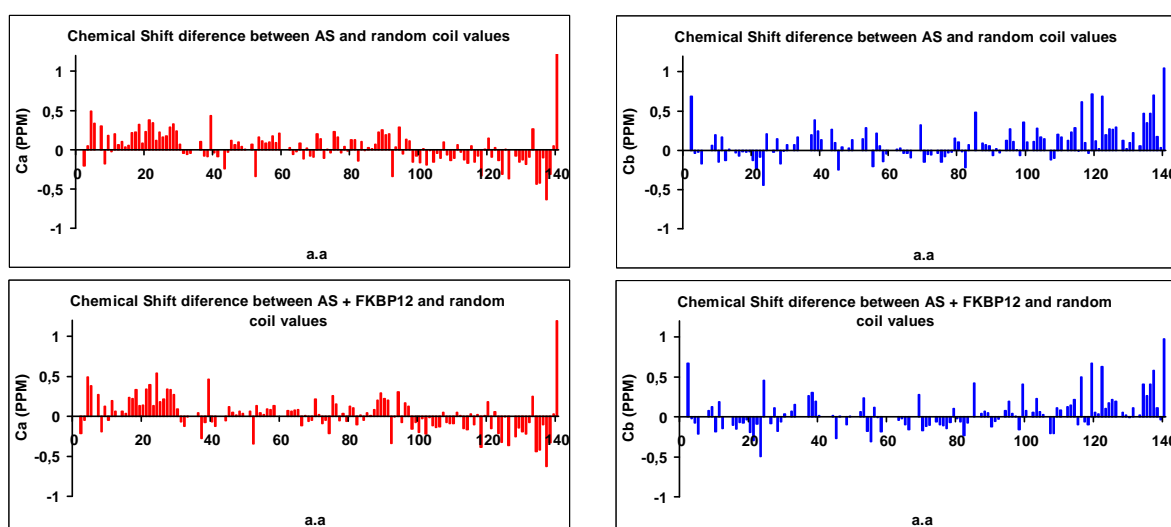 Chemical Shift diference between AS and random coil values
Ca (PPM)
1
0,5
0
-0,5
-1
0 20 40 60 80 100 120 140
a.a
Chemical Shift diference between AS and random coil values
Cb (PPM)
1
0,5
0
-0,5
-1
0 20 40 60 80 100 120 140
a.a
Chemical Shift diference between AS + FKBP12 and random
coil values
Ca (PPM)
1
0,5
0
-0,5
-1
0 20 40 60 80 100 120 140
a.a
Chemical Shift diference between AS + FKBP12 and random
coil values
Cb (PPM)
1
0,5
0
-0,5
-1
0 20 40 60 80 100 120 140
a.a